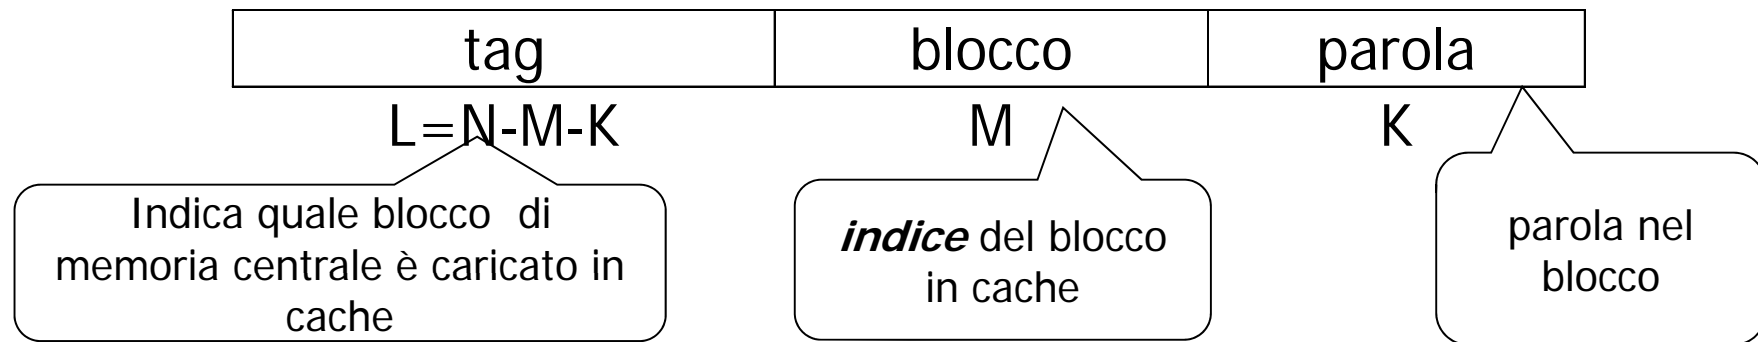 tag blocco parola
L=N-M-K M K
Indica quale blocco di
memoria centrale è caricato in
cache
indice del blocco
in cache
parola nel
blocco